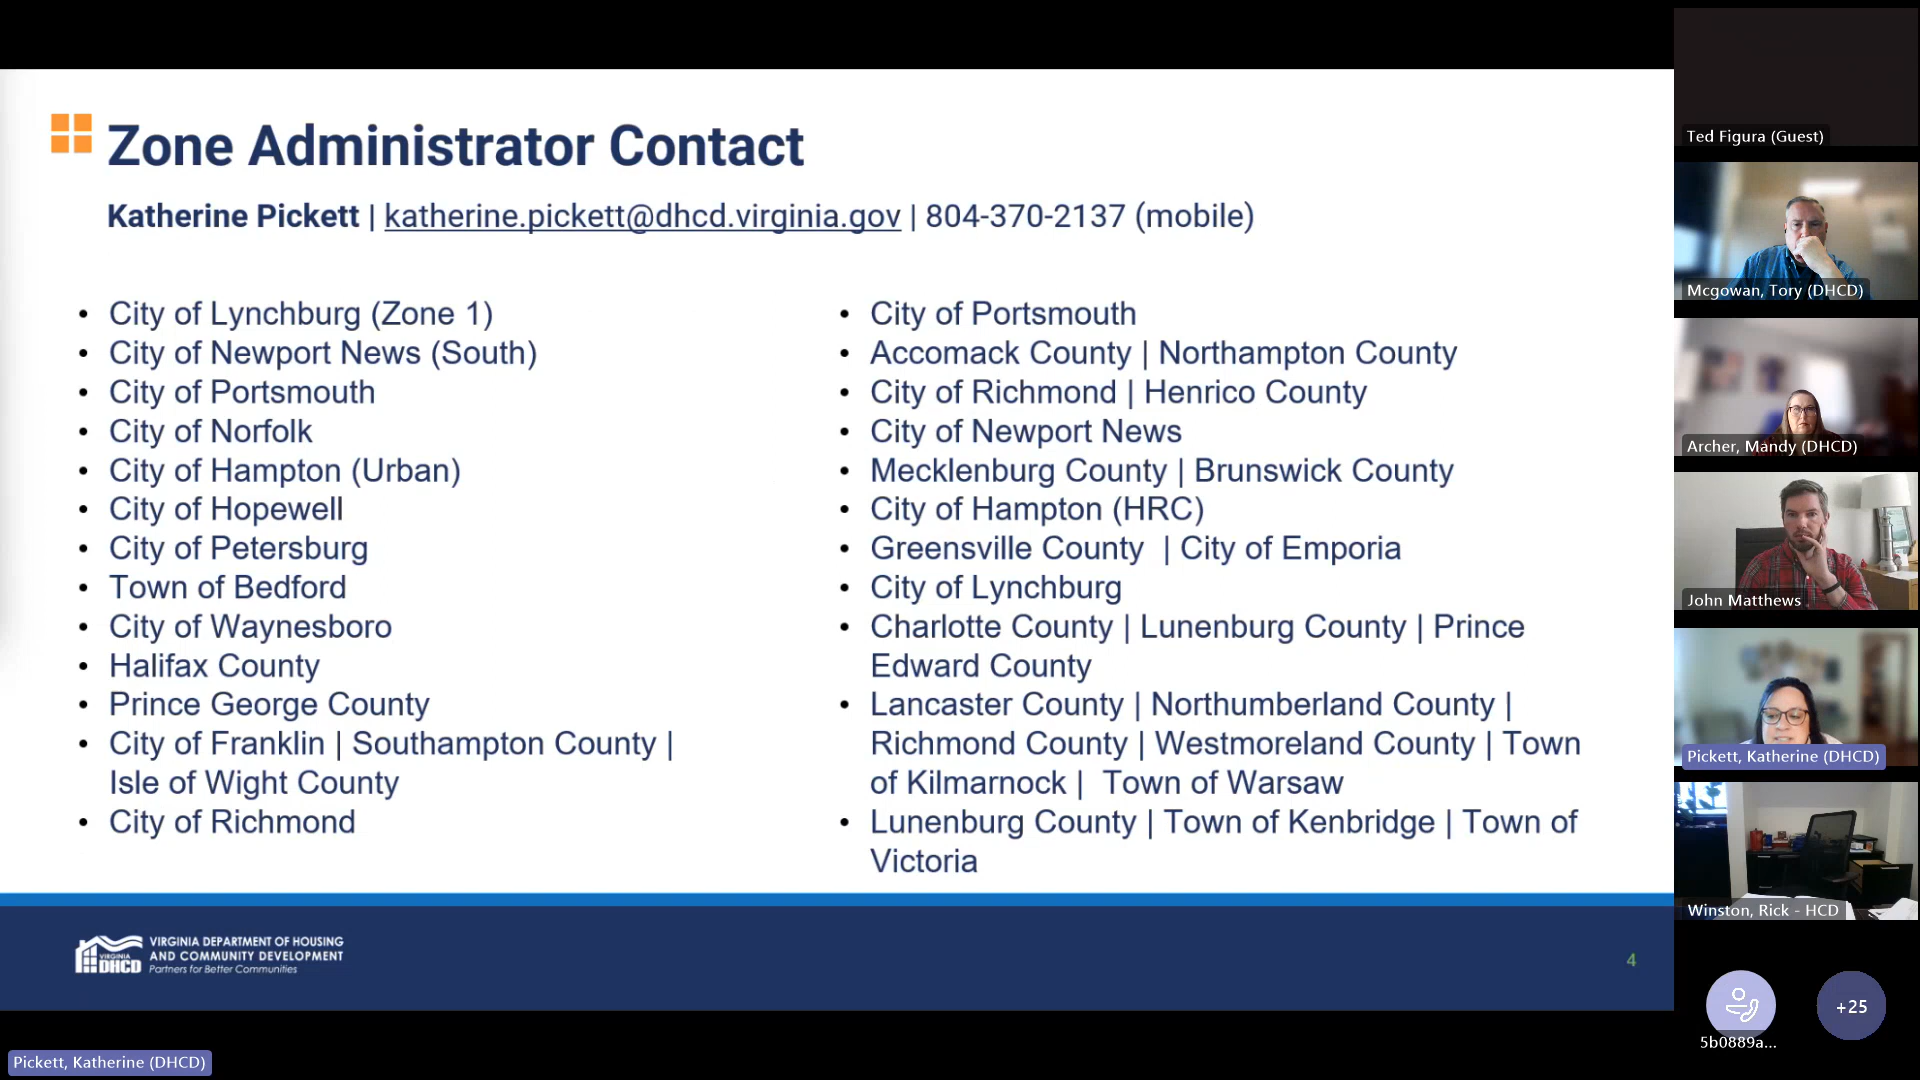 Zone Administrator Contact
Katherine Pickett | katherine.pickett@dhcd.virginia.gov | 804-370-2137 (mobile)
• City of Lynchburg (Zone 1)
• City of Newport News (South)
• City of Portsmouth
• City of Norfolk
• City of Hampton (Urban)
• City of Hopewell
• City of Petersburg
• Town of Bedford
• City of Waynesboro
• Halifax County
• Prince George County
• City of Franklin | Southampton County |
Isle of Wight County
• City of Richmond
• City of Portsmouth
• Accomack County | Northampton County
• City of Richmond | Henrico County
• City of Newport News
• Mecklenburg County | Brunswick County
• City of Hampton (HRC)
• Greensville County | City of Emporia
• City of Lynchburg
• Charlotte County | Lunenburg County | Prince
Edward County
• Lancaster County | Northumberland County |
Richmond County | Westmoreland County | Town
of Kilmarnock | Town of Warsaw
• Lunenburg County | Town of Kenbridge | Town of
Victoria
VIRGINIA
DHCD
VIRGINIA DEPARTMENT OF HOUSING
AND COMMUNITY DEVELOPMENT
Partners for Better Communities
4
Pickett, Katherine (DHCD)
Ted Figura (Guest)
Mcgowan, Tory (DHCD)
Archer, Mandy (DHCD)
John Matthews
Pickett, Katherine (DHCD)
Winston, Rick - HCD
5b0889a...
+25